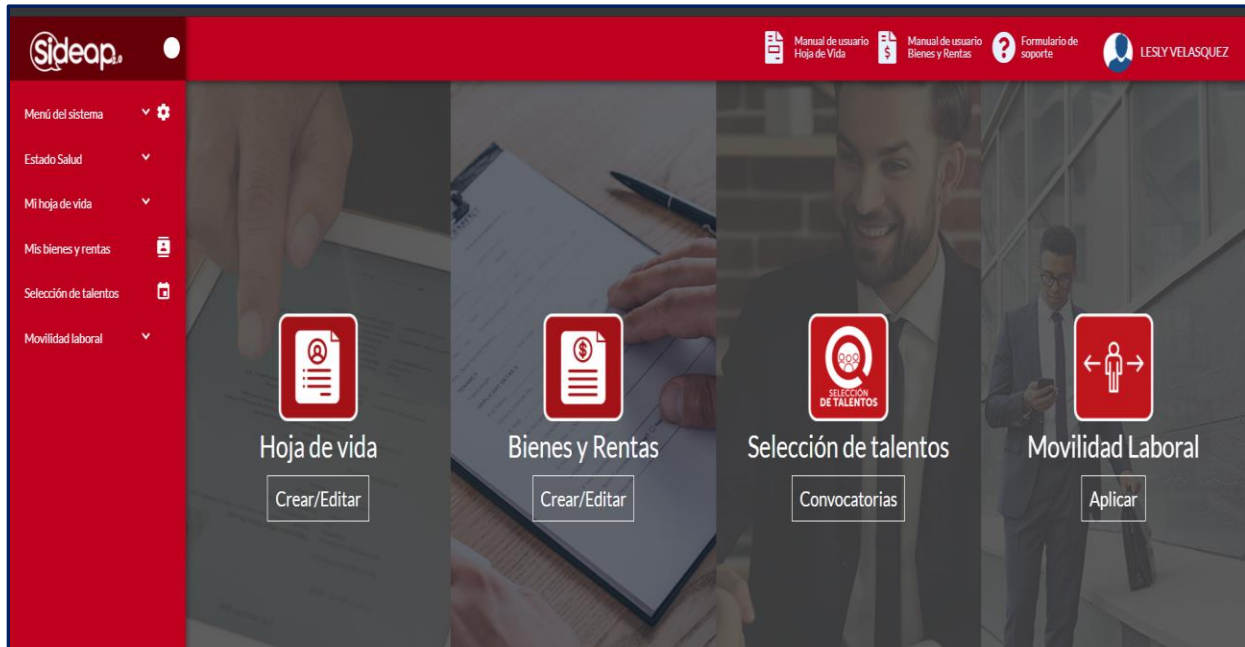 Sideap 2.0
Manual de usuario
Hoja de Vida
Manual de usuario
Bienes y Rentas
Formulario de
soporte
LESLY VELASQUEZ
Menú del sistema
Estado Salud
Mi hoja de vida
Mis bienes y rentas
Selección de talentos
Movilidad laboral
SELECCIÓN
DE TALENTOS
Hoja de vida
Bienes y Rentas
Selección de talentos
Movilidad Laboral
Crear/Editar
Crear/Editar
Convocatorias
Aplicar